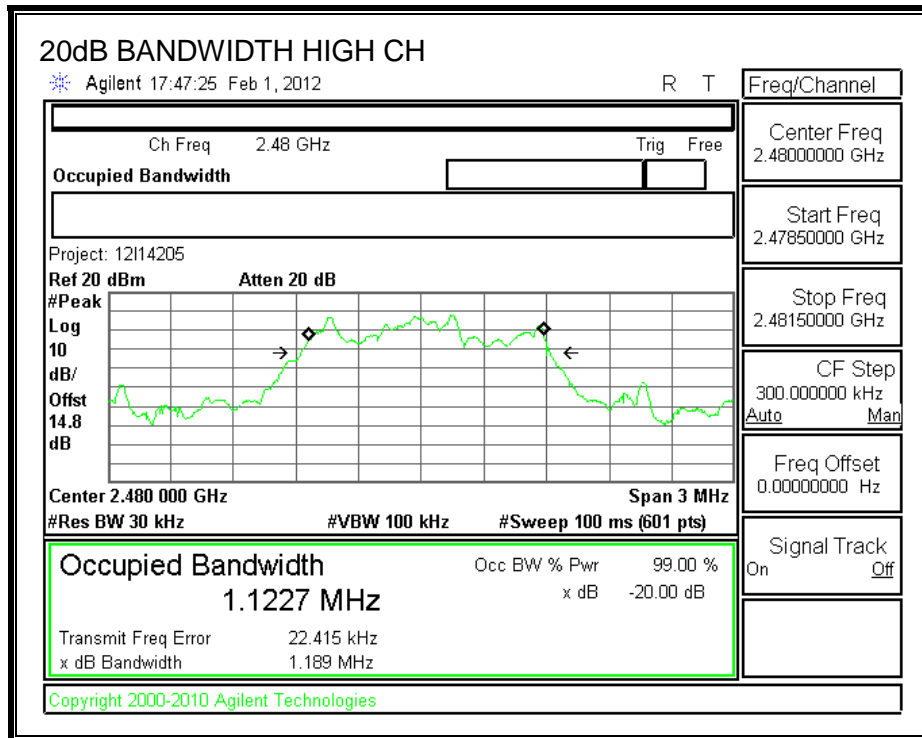 20dB BANDWIDTH HIGH CH
Agilent 17:47:25 Feb 1, 2012 R T
Ch Freq 2.48 GHz Trig Free
Occupied Bandwidth
Project: 12I14205
Ref 20 dBm Atten 20 dB
#Peak
Log
10
dB/
Offst
14.8
dB
Center 2.480 000 GHz Span 3 MHz
#Res BW 30 kHz #VBW 100 kHz #Sweep 100 ms (601 pts)
Occupied Bandwidth
1.1227 MHz
Occ BW % Pwr 99.00 %
x dB -20.00 dB
Transmit Freq Error 22.415 kHz
x dB Bandwidth 1.189 MHz
Copyright 2000-2010 Agilent Technologies
Freq/Channel
Center Freq
2.48000000 GHz
Start Freq
2.47850000 GHz
Stop Freq
2.48150000 GHz
CF Step
300.000000 kHz
Auto Man
Freq Offset
0.00000000 Hz
Signal Track
On Off